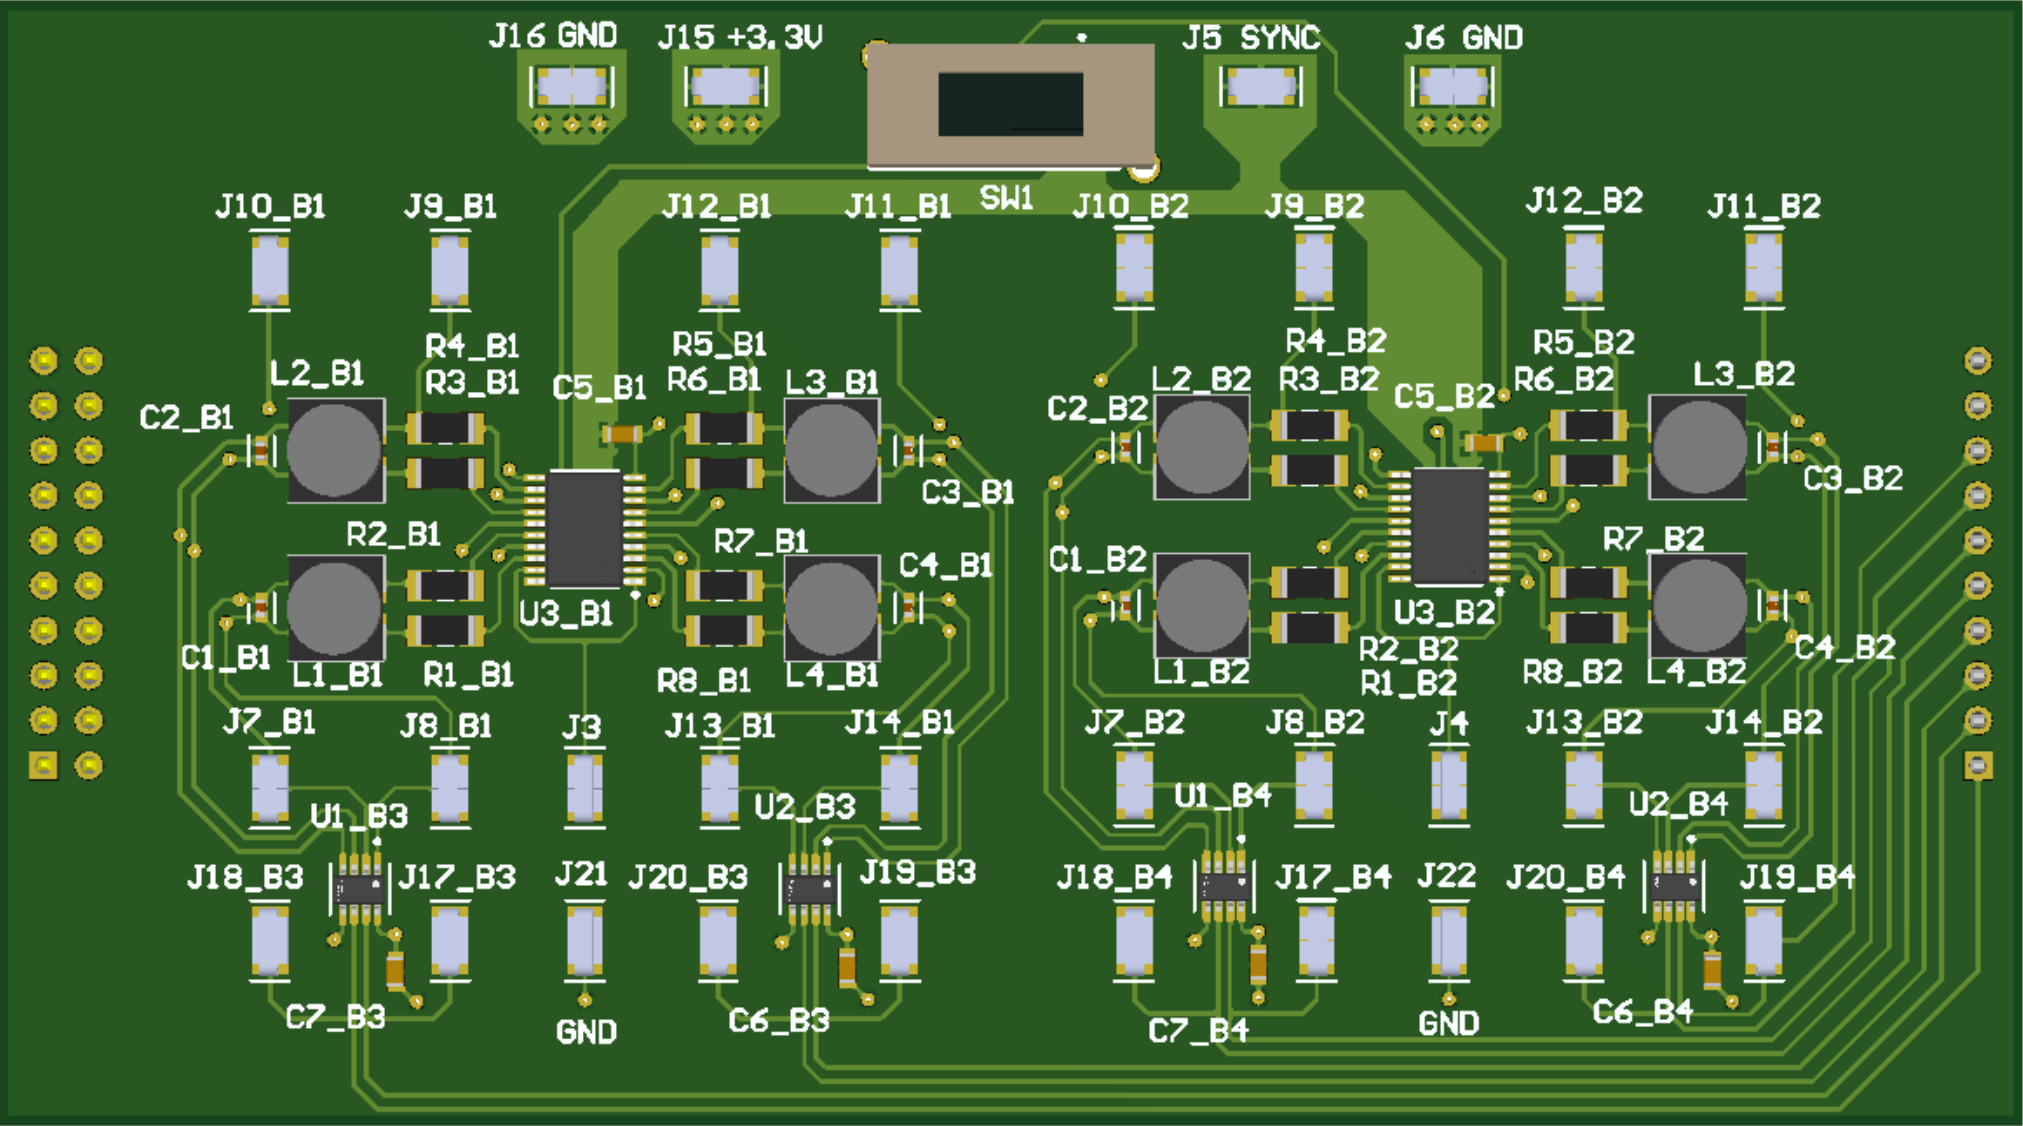 J16 GND J15 +3.3V J5 SYNC J6 GND
SW1
J10_B1 J9_B1 J12_B1 J11_B1 J10_B2 J9_B2 J12_B2 J11_B2
R4_B1 R5_B1 R4_B2 R5_B2
L2_B1 R3_B1 C5_B1 R6_B1 L3_B1 L2_B2 R3_B2 C5_B2 R6_B2 L3_B2
C2_B1 C2_B2
C3_B1 C3_B2
R2_B1 R7_B1 C4_B1 C1_B2 R7_B2
U3_B1 U3_B2
C1_B1 L1_B1 R1_B1 R8_B1 L4_B1 L1_B2 R2_B2 R8_B2 L4_B2 C4_B2
R1_B2
J7_B1 J8_B1 J3 J13_B1 J14_B1 J7_B2 J8_B2 J4 J13_B2 J14_B2
U1_B3 U2_B3 U1_B4 U2_B4
J18_B3 J17_B3 J21 J20_B3 J19_B3 J18_B4 J17_B4 J22 J20_B4 J19_B4
C7_B3 GND C6_B3 C7_B4 GND C6_B4